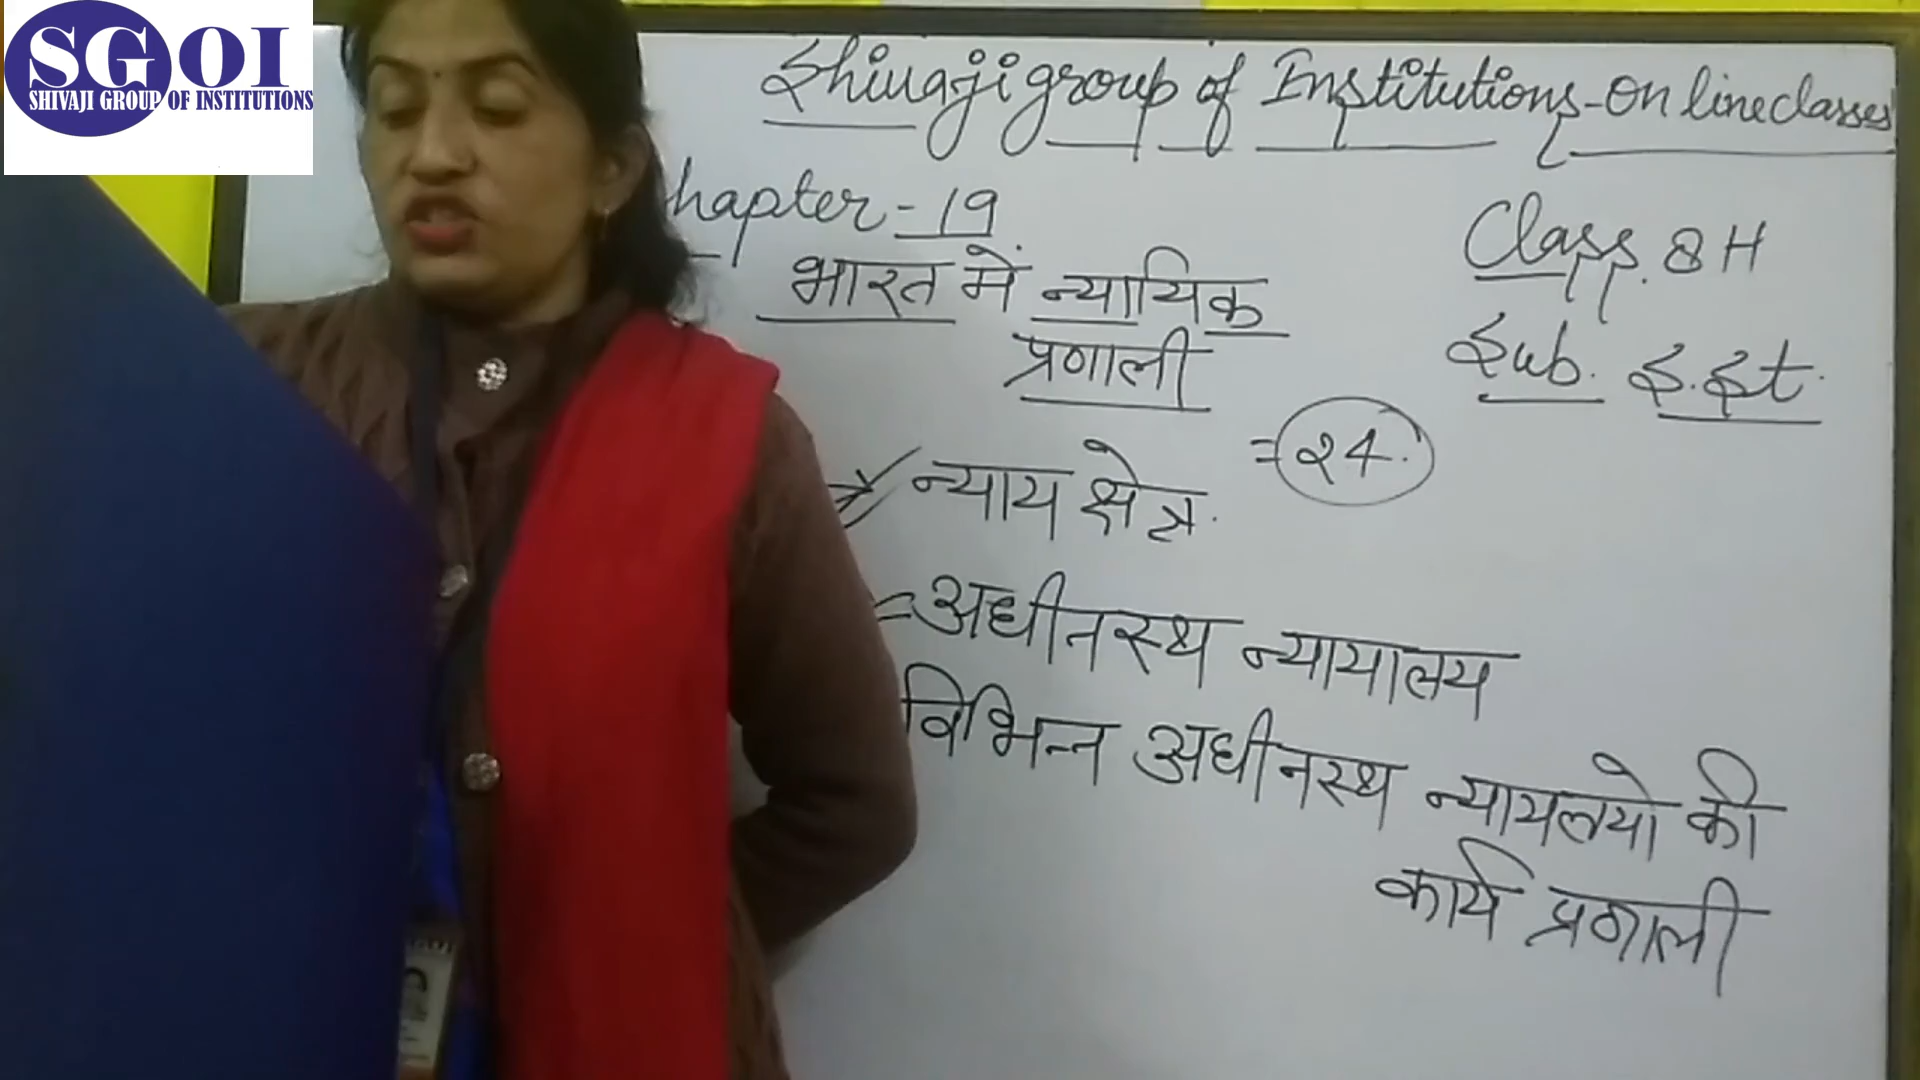 SGOI
SHIVAJI GROUP OF INSTITUTIONS
Shivaji group of Institutions-On line classes
hapter-19
Class. 8 H
भारत में न्यायिक
प्रणाली
Sub. S.St.
न्याय क्षेत्र.
= 24.
= अधीनस्थ न्यायालय
विभिन्न अधीनस्थ न्यायलयो की
कार्य प्रणाली